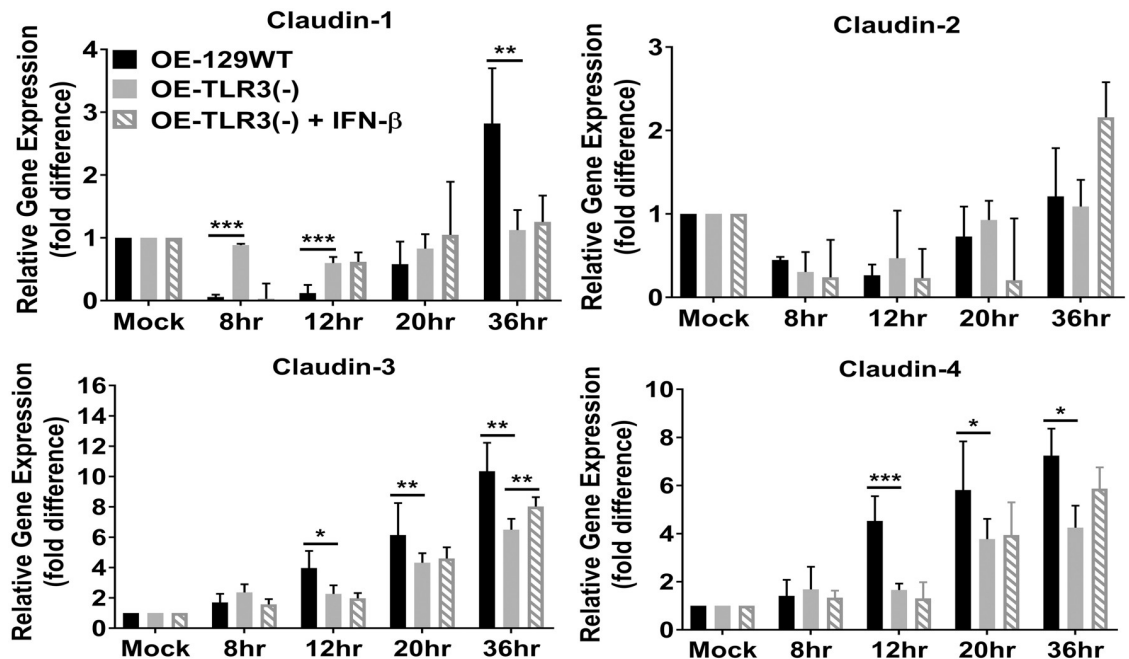 Claudin-1
Relative Gene Expression
(fold difference)
4
3
2
1
0
OE-129WT
OE-TLR3(-)
OE-TLR3(-) + IFN-β
***
***
**
Mock 8hr 12hr 20hr 36hr
Claudin-2
Relative Gene Expression
(fold difference)
3
2
1
0
Mock 8hr 12hr 20hr 36hr
Claudin-3
Relative Gene Expression
(fold difference)
16
14
12
10
8
6
4
2
0
*
**
**
**
Mock 8hr 12hr 20hr 36hr
Claudin-4
Relative Gene Expression
(fold difference)
10
8
6
4
2
0
***
*
*
Mock 8hr 12hr 20hr 36hr